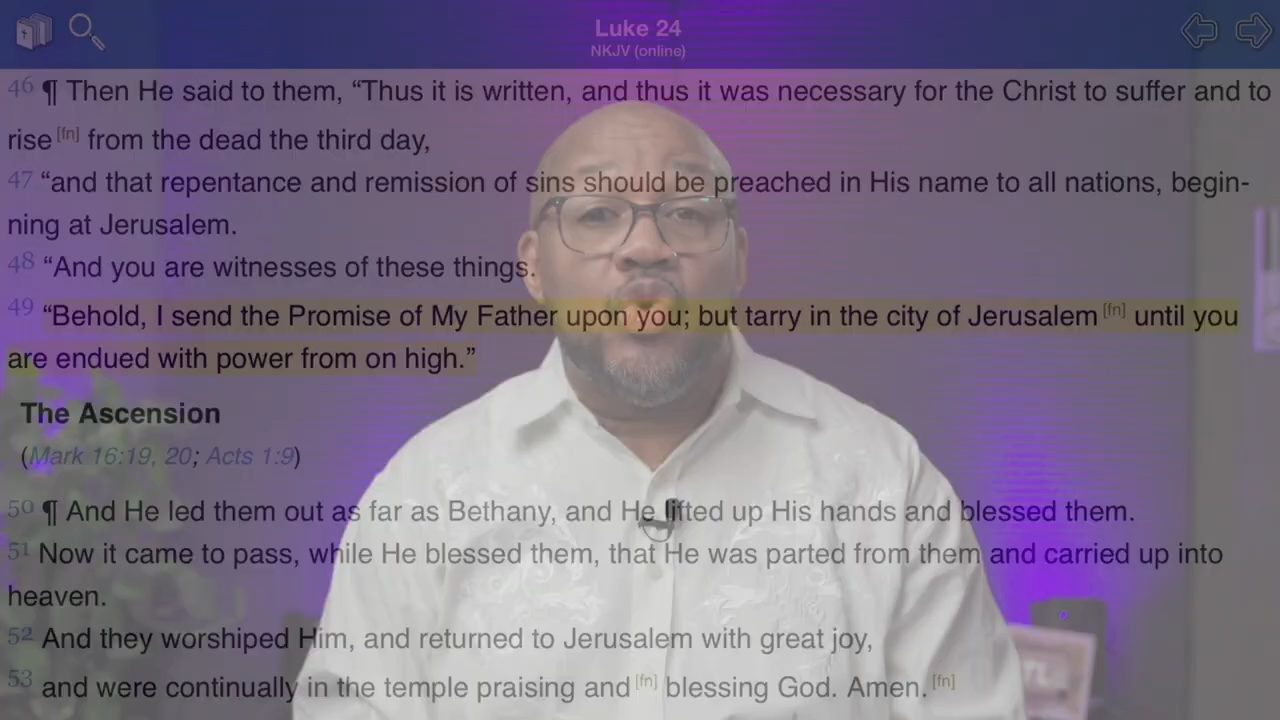 Luke 24
NKJV (online)
46 ¶ Then He said to them, “Thus it is written, and thus it was necessary for the Christ to suffer and to
rise [fn] from the dead the third day,
47 “and that repentance and remission of sins should be preached in His name to all nations, begin-
ning at Jerusalem.
48 “And you are witnesses of these things.
49 “Behold, I send the Promise of My Father upon you; but tarry in the city of Jerusalem [fn] until you
are endued with power from on high.”
The Ascension
(Mark 16:19, 20; Acts 1:9)
50 ¶ And He led them out as far as Bethany, and He lifted up His hands and blessed them.
51 Now it came to pass, while He blessed them, that He was parted from them and carried up into
heaven.
52 And they worshiped Him, and returned to Jerusalem with great joy,
53 and were continually in the temple praising and [fn] blessing God. Amen. [fn]